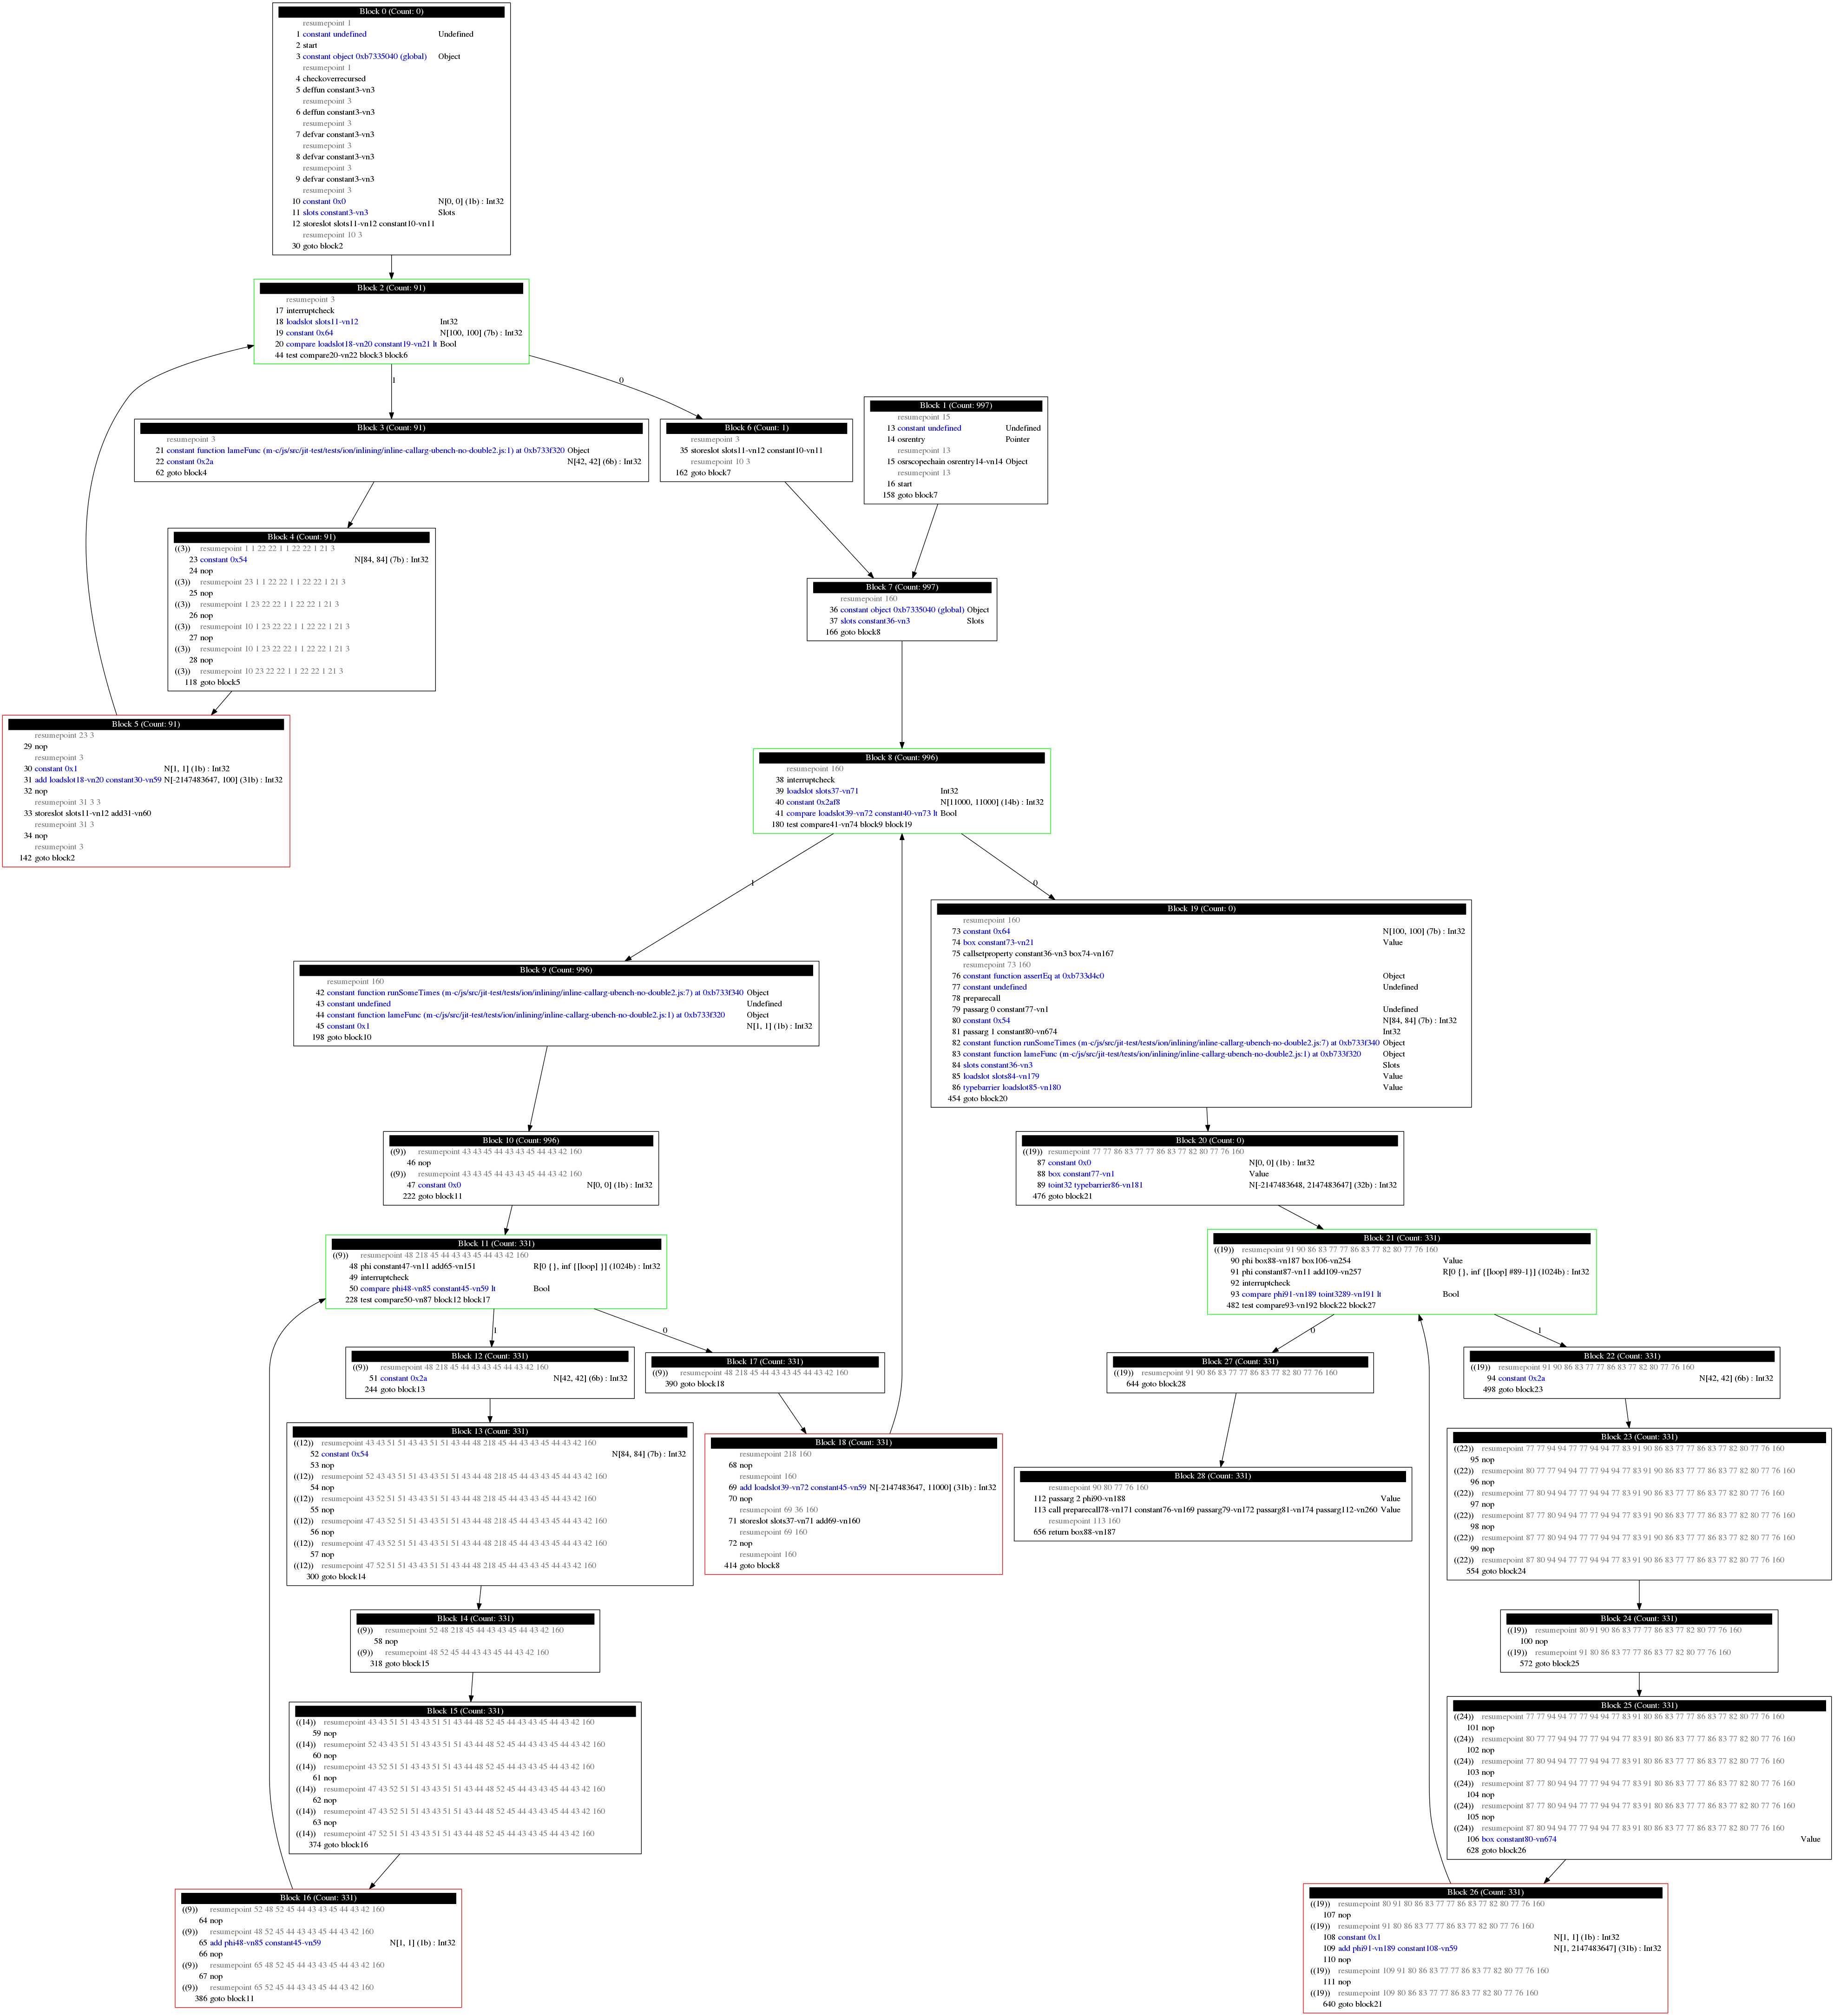 Block 0 (Count: 0)
resumepoint 1
1 constant undefined Undefined
2 start
3 constant object 0xb7335040 (global) Object
resumepoint 1
4 checkoverrecursed
5 deffun constant3-vn3
resumepoint 3
6 deffun constant3-vn3
resumepoint 3
7 defvar constant3-vn3
resumepoint 3
8 defvar constant3-vn3
resumepoint 3
9 defvar constant3-vn3
resumepoint 3
10 constant 0x0 N[0, 0] (1b) : Int32
11 slots constant3-vn3 Slots
12 storeslot slots11-vn12 constant10-vn11
resumepoint 10 3
30 goto block2
Block 2 (Count: 91)
resumepoint 3
17 interruptcheck
18 loadslot slots11-vn12 Int32
19 constant 0x64 N[100, 100] (7b) : Int32
20 compare loadslot18-vn20 constant19-vn21 lt Bool
44 test compare20-vn22 block3 block6
1
0
Block 3 (Count: 91)
resumepoint 3
21 constant function lameFunc (m-c/js/src/jit-test/tests/ion/inlining/inline-callarg-ubench-no-double2.js:1) at 0xb733f320 Object
22 constant 0x2a N[42, 42] (6b) : Int32
62 goto block4
Block 6 (Count: 1)
resumepoint 3
35 storeslot slots11-vn12 constant10-vn11
resumepoint 10 3
162 goto block7
Block 1 (Count: 997)
resumepoint 15
13 constant undefined Undefined
14 osrentry Pointer
resumepoint 13
15 osrscopechain osrentry14-vn14 Object
resumepoint 13
16 start
158 goto block7
Block 4 (Count: 91)
((3)) resumepoint 1 1 22 22 1 1 22 22 1 21 3
23 constant 0x54 N[84, 84] (7b) : Int32
24 nop
((3)) resumepoint 23 1 1 22 22 1 1 22 22 1 21 3
25 nop
((3)) resumepoint 1 23 22 22 1 1 22 22 1 21 3
26 nop
((3)) resumepoint 10 1 23 22 22 1 1 22 22 1 21 3
27 nop
((3)) resumepoint 10 1 23 22 22 1 1 22 22 1 21 3
28 nop
((3)) resumepoint 10 23 22 22 1 1 22 22 1 21 3
118 goto block5
Block 7 (Count: 997)
resumepoint 160
36 constant object 0xb7335040 (global) Object
37 slots constant36-vn3 Slots
166 goto block8
Block 5 (Count: 91)
resumepoint 23 3
29 nop
resumepoint 3
30 constant 0x1 N[1, 1] (1b) : Int32
31 add loadslot18-vn20 constant30-vn59 N[-2147483647, 100] (31b) : Int32
32 nop
resumepoint 31 3 3
33 storeslot slots11-vn12 add31-vn60
resumepoint 31 3
34 nop
resumepoint 3
142 goto block2
Block 8 (Count: 996)
resumepoint 160
38 interruptcheck
39 loadslot slots37-vn71 Int32
40 constant 0x2af8 N[11000, 11000] (14b) : Int32
41 compare loadslot39-vn72 constant40-vn73 lt Bool
180 test compare41-vn74 block9 block19
1
0
Block 9 (Count: 996)
resumepoint 160
42 constant function runSomeTimes (m-c/js/src/jit-test/tests/ion/inlining/inline-callarg-ubench-no-double2.js:7) at 0xb733f340 Object
43 constant undefined Undefined
44 constant function lameFunc (m-c/js/src/jit-test/tests/ion/inlining/inline-callarg-ubench-no-double2.js:1) at 0xb733f320 Object
45 constant 0x1 N[1, 1] (1b) : Int32
198 goto block10
Block 19 (Count: 0)
resumepoint 160
73 constant 0x64 N[100, 100] (7b) : Int32
74 box constant73-vn21 Value
75 callsetproperty constant36-vn3 box74-vn167
resumepoint 73 160
76 constant function assertEq at 0xb733d4c0 Object
77 constant undefined Undefined
78 preparecall
79 passarg 0 constant77-vn1 Undefined
80 constant 0x54 N[84, 84] (7b) : Int32
81 passarg 1 constant80-vn674 Int32
82 constant function runSomeTimes (m-c/js/src/jit-test/tests/ion/inlining/inline-callarg-ubench-no-double2.js:7) at 0xb733f340 Object
83 constant function lameFunc (m-c/js/src/jit-test/tests/ion/inlining/inline-callarg-ubench-no-double2.js:1) at 0xb733f320 Object
84 slots constant36-vn3 Slots
85 loadslot slots84-vn179 Value
86 typebarrier loadslot85-vn180 Value
454 goto block20
Block 10 (Count: 996)
((9)) resumepoint 43 43 45 44 43 43 45 44 43 42 160
46 nop
((9)) resumepoint 43 43 45 44 43 43 45 44 43 42 160
47 constant 0x0 N[0, 0] (1b) : Int32
222 goto block11
Block 20 (Count: 0)
((19)) resumepoint 77 77 86 83 77 77 86 83 77 82 80 77 76 160
87 constant 0x0 N[0, 0] (1b) : Int32
88 box constant77-vn1 Value
89 toint32 typebarrier86-vn181 N[-2147483648, 2147483647] (32b) : Int32
476 goto block21
Block 11 (Count: 331)
((9)) resumepoint 48 218 45 44 43 43 45 44 43 42 160
48 phi constant47-vn11 add65-vn151 R[0 {}, inf {[loop] }] (1024b) : Int32
49 interruptcheck
50 compare phi48-vn85 constant45-vn59 lt Bool
228 test compare50-vn87 block12 block17
1
0
Block 21 (Count: 331)
((19)) resumepoint 91 90 86 83 77 77 86 83 77 82 80 77 76 160
90 phi box88-vn187 box106-vn254 Value
91 phi constant87-vn11 add109-vn257 R[0 {}, inf {[loop] #89-1}] (1024b) : Int32
92 interruptcheck
93 compare phi91-vn189 toint3289-vn191 lt Bool
482 test compare93-vn192 block22 block27
0
1
Block 12 (Count: 331)
((9)) resumepoint 48 218 45 44 43 43 45 44 43 42 160
51 constant 0x2a N[42, 42] (6b) : Int32
244 goto block13
Block 17 (Count: 331)
((9)) resumepoint 48 218 45 44 43 43 45 44 43 42 160
390 goto block18
Block 27 (Count: 331)
((19)) resumepoint 91 90 86 83 77 77 86 83 77 82 80 77 76 160
644 goto block28
Block 22 (Count: 331)
((19)) resumepoint 91 90 86 83 77 77 86 83 77 82 80 77 76 160
94 constant 0x2a N[42, 42] (6b) : Int32
498 goto block23
Block 13 (Count: 331)
((12)) resumepoint 43 43 51 51 43 43 51 51 43 44 48 218 45 44 43 43 45 44 43 42 160
52 constant 0x54 N[84, 84] (7b) : Int32
53 nop
((12)) resumepoint 52 43 43 51 51 43 43 51 51 43 44 48 218 45 44 43 43 45 44 43 42 160
54 nop
((12)) resumepoint 43 52 51 51 43 43 51 51 43 44 48 218 45 44 43 43 45 44 43 42 160
55 nop
((12)) resumepoint 47 43 52 51 51 43 43 51 51 43 44 48 218 45 44 43 43 45 44 43 42 160
56 nop
((12)) resumepoint 47 43 52 51 51 43 43 51 51 43 44 48 218 45 44 43 43 45 44 43 42 160
57 nop
((12)) resumepoint 47 52 51 51 43 43 51 51 43 44 48 218 45 44 43 43 45 44 43 42 160
300 goto block14
Block 18 (Count: 331)
resumepoint 218 160
68 nop
resumepoint 160
69 add loadslot39-vn72 constant45-vn59 N[-2147483647, 11000] (31b) : Int32
70 nop
resumepoint 69 36 160
71 storeslot slots37-vn71 add69-vn160
resumepoint 69 160
72 nop
resumepoint 160
414 goto block8
Block 28 (Count: 331)
resumepoint 90 80 77 76 160
112 passarg 2 phi90-vn188 Value
113 call preparecall78-vn171 constant76-vn169 passarg79-vn172 passarg81-vn174 passarg112-vn260 Value
resumepoint 113 160
656 return box88-vn187
Block 23 (Count: 331)
((22)) resumepoint 77 77 94 94 77 77 94 94 77 83 91 90 86 83 77 77 86 83 77 82 80 77 76 160
95 nop
((22)) resumepoint 80 77 77 94 94 77 77 94 94 77 83 91 90 86 83 77 77 86 83 77 82 80 77 76 160
96 nop
((22)) resumepoint 77 80 94 94 77 77 94 94 77 83 91 90 86 83 77 77 86 83 77 82 80 77 76 160
97 nop
((22)) resumepoint 87 77 80 94 94 77 77 94 94 77 83 91 90 86 83 77 77 86 83 77 82 80 77 76 160
98 nop
((22)) resumepoint 87 77 80 94 94 77 77 94 94 77 83 91 90 86 83 77 77 86 83 77 82 80 77 76 160
99 nop
((22)) resumepoint 87 80 94 94 77 77 94 94 77 83 91 90 86 83 77 77 86 83 77 82 80 77 76 160
554 goto block24
Block 14 (Count: 331)
((9)) resumepoint 52 48 218 45 44 43 43 45 44 43 42 160
58 nop
((9)) resumepoint 48 52 45 44 43 43 45 44 43 42 160
318 goto block15
Block 24 (Count: 331)
((19)) resumepoint 80 91 90 86 83 77 77 86 83 77 82 80 77 76 160
100 nop
((19)) resumepoint 91 80 86 83 77 77 86 83 77 82 80 77 76 160
572 goto block25
Block 15 (Count: 331)
((14)) resumepoint 43 43 51 51 43 43 51 51 43 44 48 52 45 44 43 43 45 44 43 42 160
59 nop
((14)) resumepoint 52 43 43 51 51 43 43 51 51 43 44 48 52 45 44 43 43 45 44 43 42 160
60 nop
((14)) resumepoint 43 52 51 51 43 43 51 51 43 44 48 52 45 44 43 43 45 44 43 42 160
61 nop
((14)) resumepoint 47 43 52 51 51 43 43 51 51 43 44 48 52 45 44 43 43 45 44 43 42 160
62 nop
((14)) resumepoint 47 43 52 51 51 43 43 51 51 43 44 48 52 45 44 43 43 45 44 43 42 160
63 nop
((14)) resumepoint 47 52 51 51 43 43 51 51 43 44 48 52 45 44 43 43 45 44 43 42 160
374 goto block16
Block 25 (Count: 331)
((24)) resumepoint 77 77 94 94 77 77 94 94 77 83 91 80 86 83 77 77 86 83 77 82 80 77 76 160
101 nop
((24)) resumepoint 80 77 77 94 94 77 77 94 94 77 83 91 80 86 83 77 77 86 83 77 82 80 77 76 160
102 nop
((24)) resumepoint 77 80 94 94 77 77 94 94 77 83 91 80 86 83 77 77 86 83 77 82 80 77 76 160
103 nop
((24)) resumepoint 87 77 80 94 94 77 77 94 94 77 83 91 80 86 83 77 77 86 83 77 82 80 77 76 160
104 nop
((24)) resumepoint 87 77 80 94 94 77 77 94 94 77 83 91 80 86 83 77 77 86 83 77 82 80 77 76 160
105 nop
((24)) resumepoint 87 80 94 94 77 77 94 94 77 83 91 80 86 83 77 77 86 83 77 82 80 77 76 160
106 box constant80-vn674 Value
628 goto block26
Block 16 (Count: 331)
((9)) resumepoint 52 48 52 45 44 43 43 45 44 43 42 160
64 nop
((9)) resumepoint 48 52 45 44 43 43 45 44 43 42 160
65 add phi48-vn85 constant45-vn59 N[1, 1] (1b) : Int32
66 nop
((9)) resumepoint 65 48 52 45 44 43 43 45 44 43 42 160
67 nop
((9)) resumepoint 65 52 45 44 43 43 45 44 43 42 160
386 goto block11
Block 26 (Count: 331)
((19)) resumepoint 80 91 80 86 83 77 77 86 83 77 82 80 77 76 160
107 nop
((19)) resumepoint 91 80 86 83 77 77 86 83 77 82 80 77 76 160
108 constant 0x1 N[1, 1] (1b) : Int32
109 add phi91-vn189 constant108-vn59 N[1, 2147483647] (31b) : Int32
110 nop
((19)) resumepoint 109 91 80 86 83 77 77 86 83 77 82 80 77 76 160
111 nop
((19)) resumepoint 109 80 86 83 77 77 86 83 77 82 80 77 76 160
640 goto block21